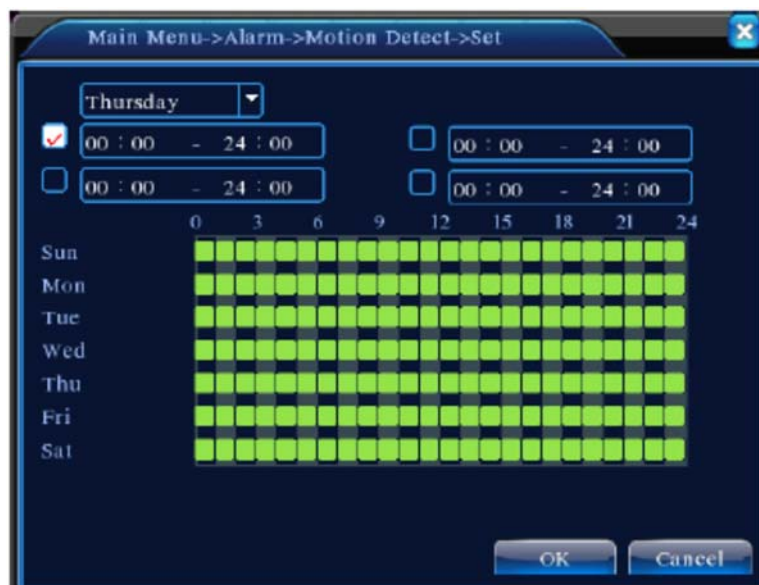 Main Menu->Alarm->Motion Detect->Set
Thursday
00 : 00 - 24 : 00
00 : 00 - 24 : 00
00 : 00 - 24 : 00
00 : 00 - 24 : 00
0 3 6 9 12 15 18 21 24
Sun
Mon
Tue
Wed
Thu
Fri
Sat
OK
Cancel